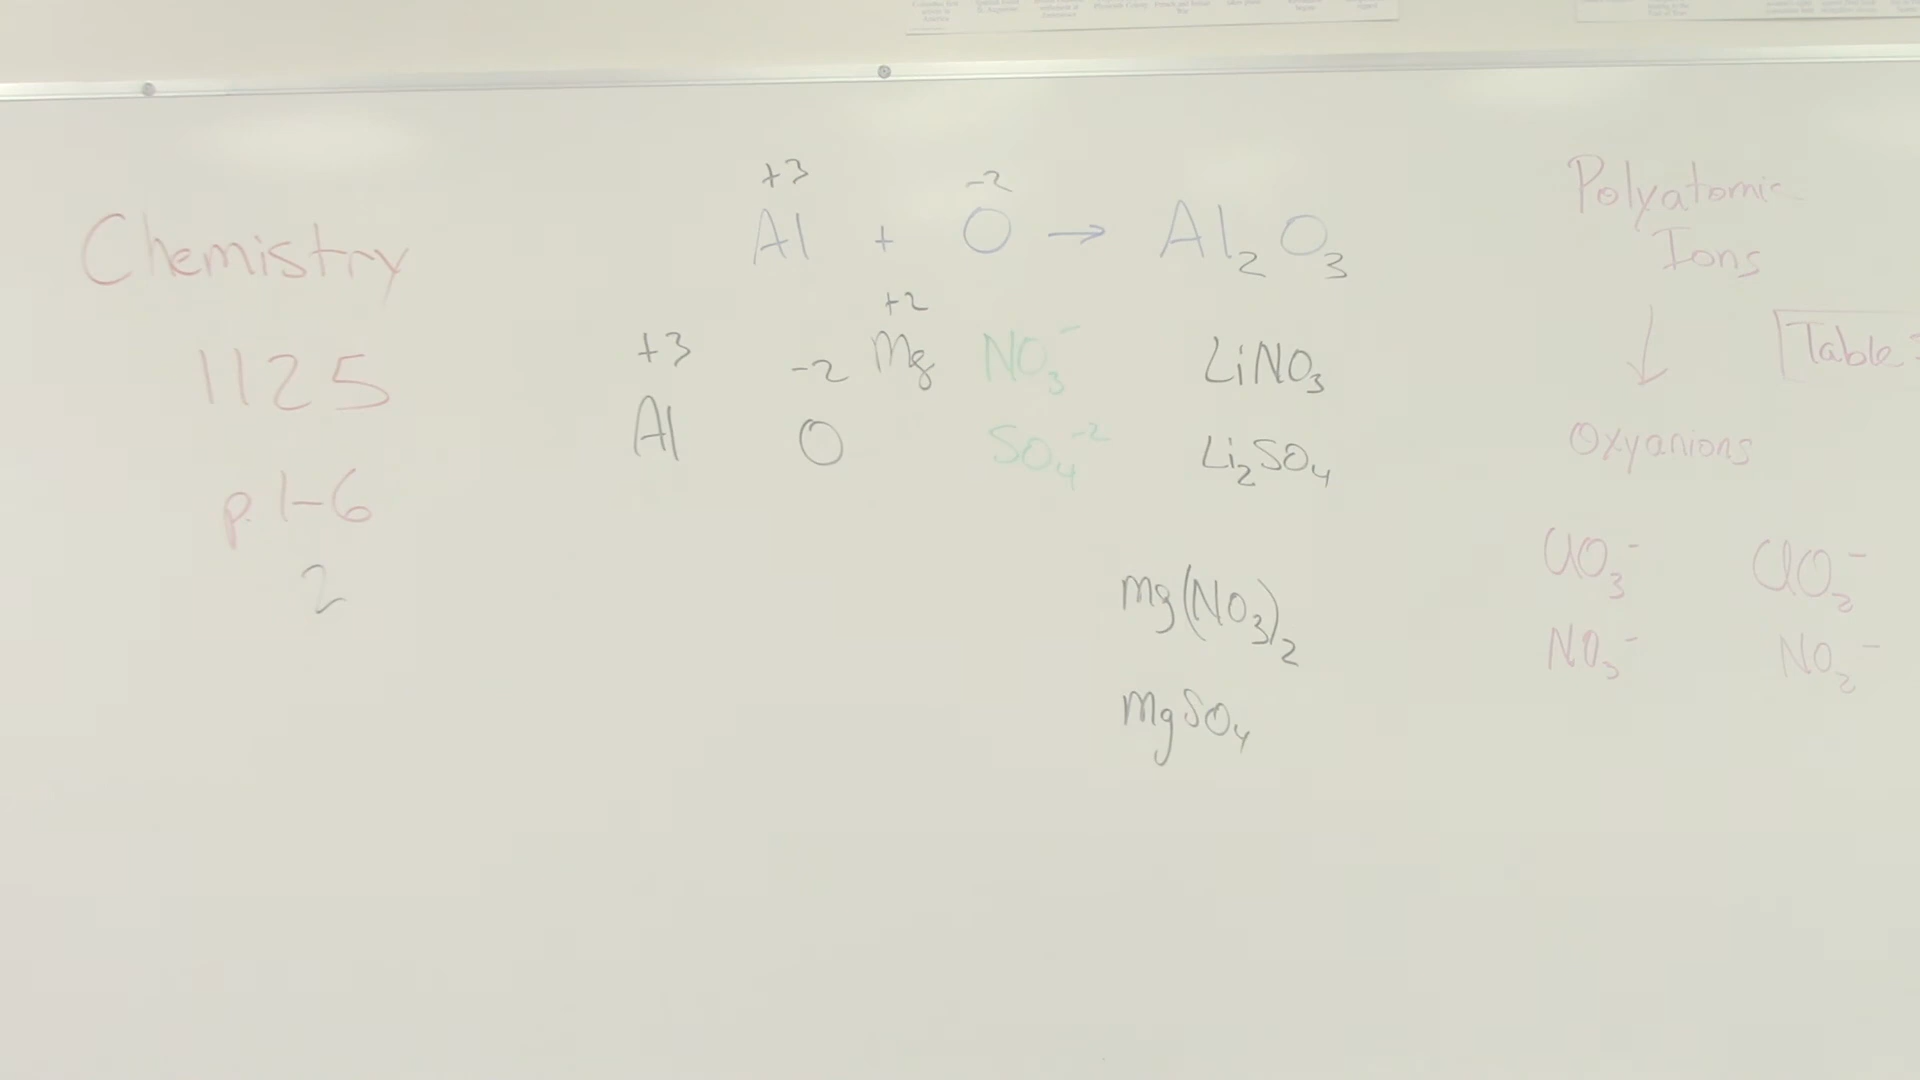 Chemistry
1125
p. 1-6
2
+3 -2
Al + O → Al₂O₃
+3 -2
Al O
+2
Mg NO₃⁻ LiNO₃
SO₄⁻² Li₂SO₄
Mg(NO₃)₂
MgSO₄
Polyatomic
Ions
↓
Table
Oxyanions
ClO₃⁻ ClO₂⁻
NO₃⁻ NO₂⁻